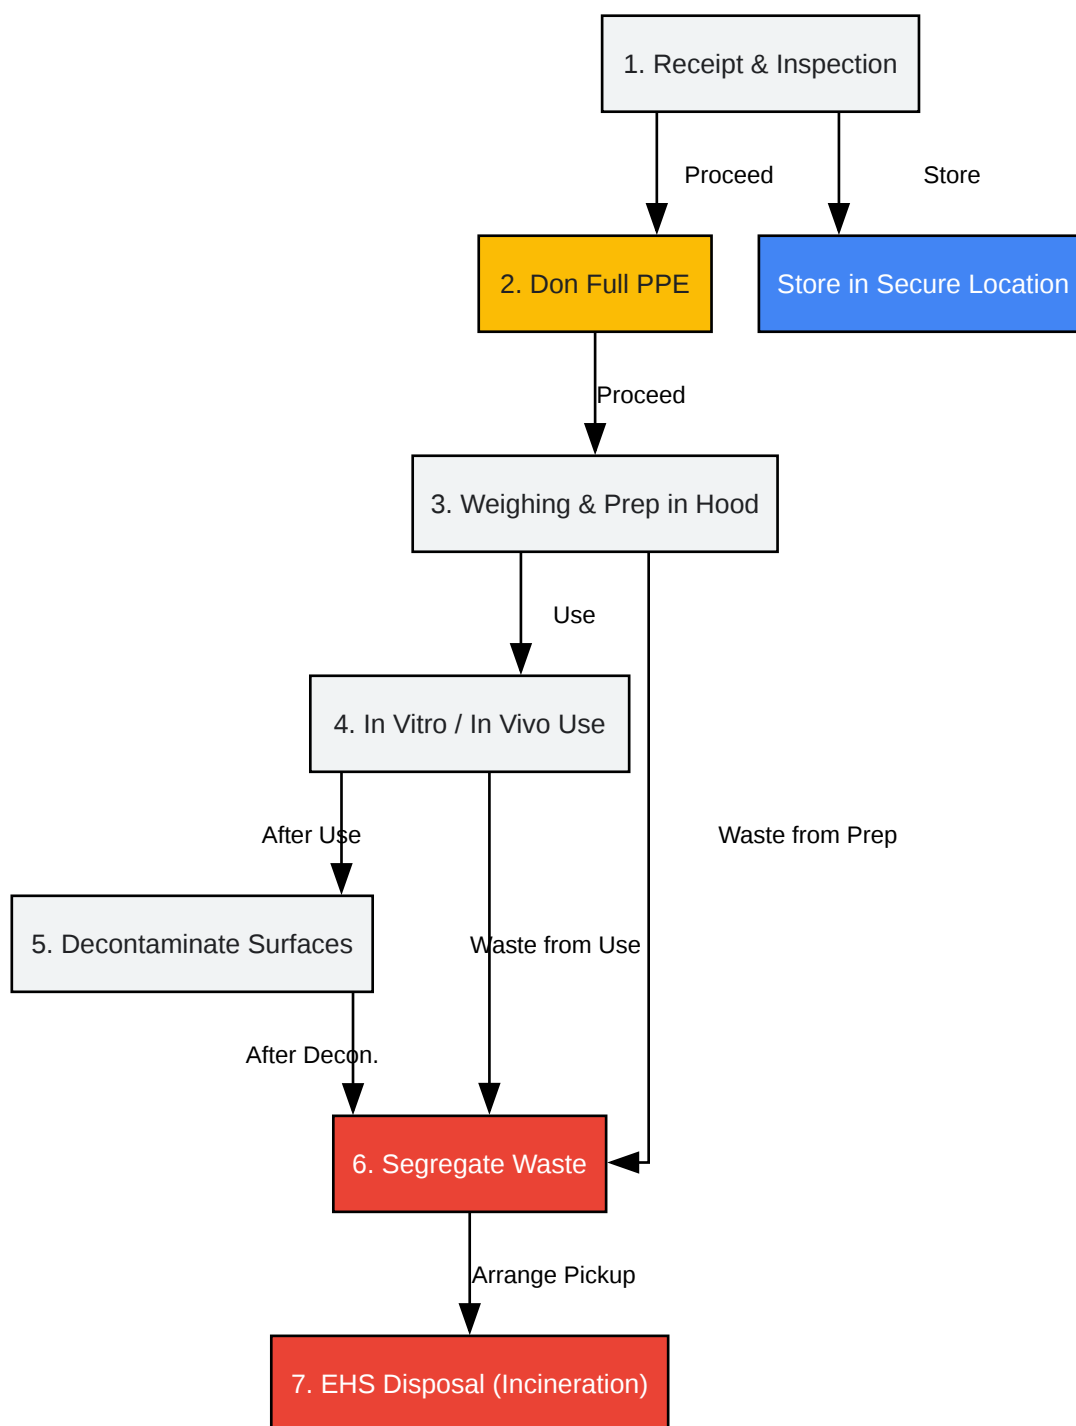 1. Receipt & Inspection
Proceed
Store
2. Don Full PPE
Store in Secure Location
Proceed
3. Weighing & Prep in Hood
Use
4. In Vitro / In Vivo Use
After Use
Waste from Prep
5. Decontaminate Surfaces
Waste from Use
After Decon.
6. Segregate Waste
Arrange Pickup
7. EHS Disposal (Incineration)